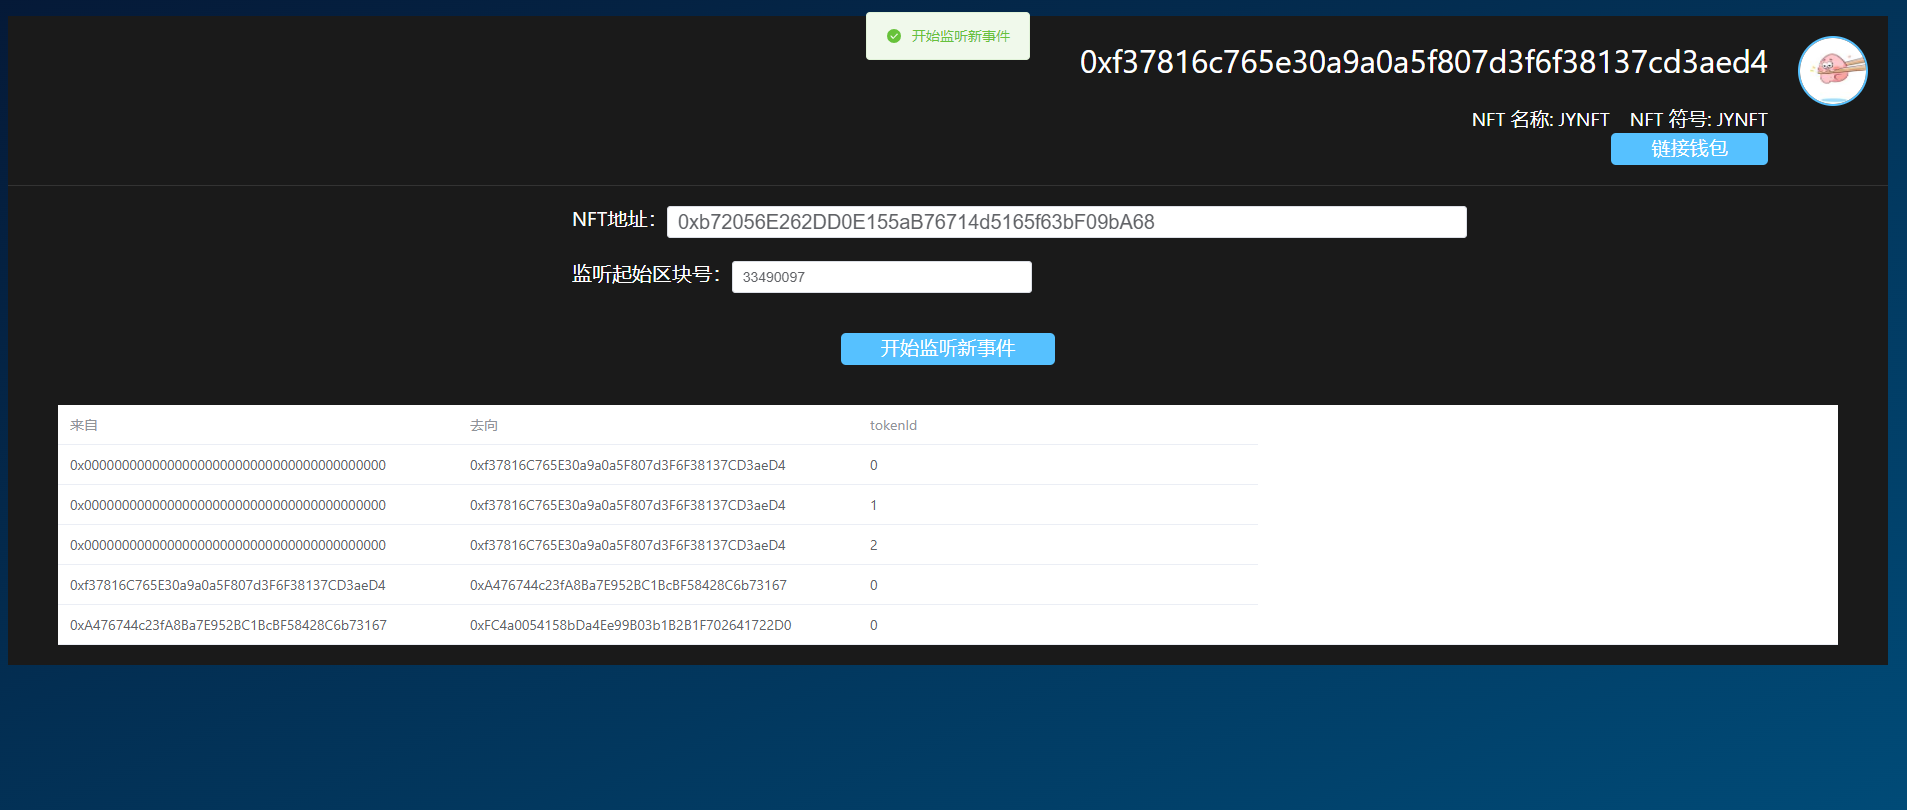 开始监听新事件
0xf37816c765e30a9a0a5f807d3f6f38137cd3aed4
NFT 名称: JYNFT NFT 符号: JYNFT
链接钱包
NFT地址： 0xb72056E262DD0E155aB76714d5165f63bF09bA68
监听起始区块号： 33490097
开始监听新事件
来自 去向 tokenId
0x0000000000000000000000000000000000000000 0xf37816C765E30a9a0a5F807d3F6F38137CD3aeD4 0
0x0000000000000000000000000000000000000000 0xf37816C765E30a9a0a5F807d3F6F38137CD3aeD4 1
0x0000000000000000000000000000000000000000 0xf37816C765E30a9a0a5F807d3F6F38137CD3aeD4 2
0xf37816C765E30a9a0a5F807d3F6F38137CD3aeD4 0xA476744c23fA8Ba7E952BC1BcBF58428C6b73167 0
0xA476744c23fA8Ba7E952BC1BcBF58428C6b73167 0xFC4a0054158bDa4Ee99B03b1B2B1F702641722D0 0